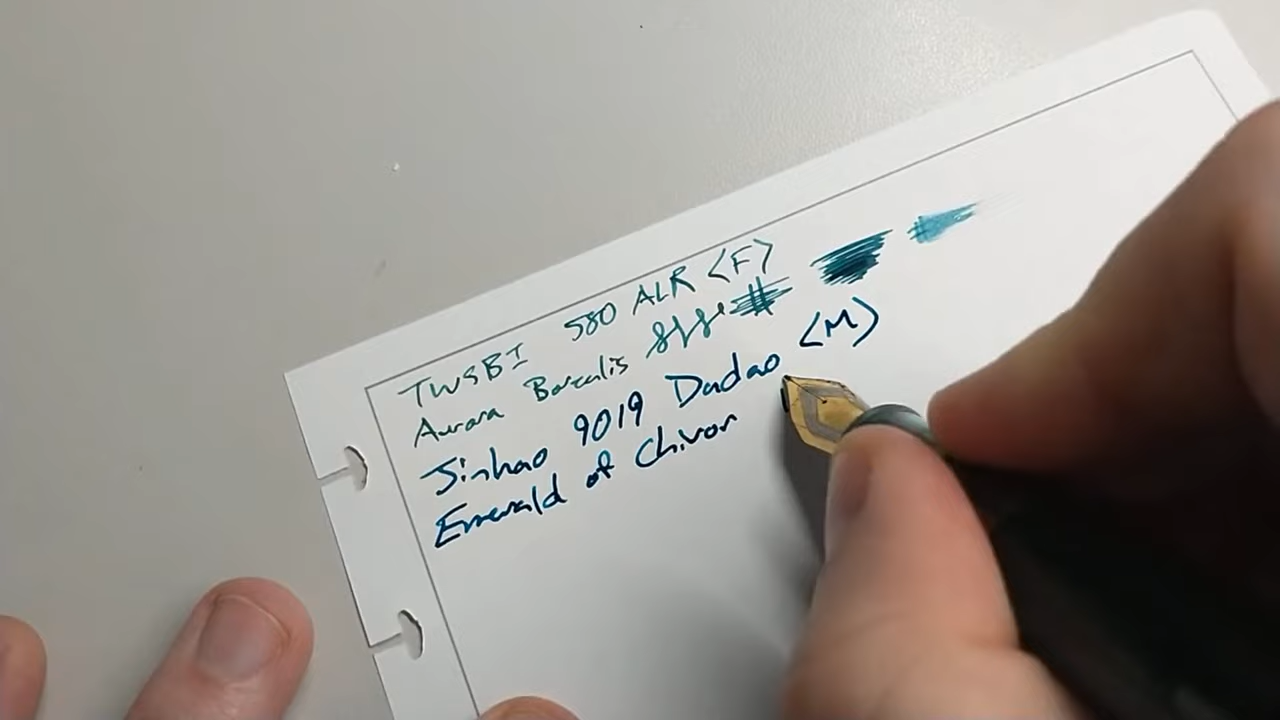 TWSBI 580 ALR <F>
Aurora Borealis
Jinhao 9019 Dadao <M>
Emerald of Chivor